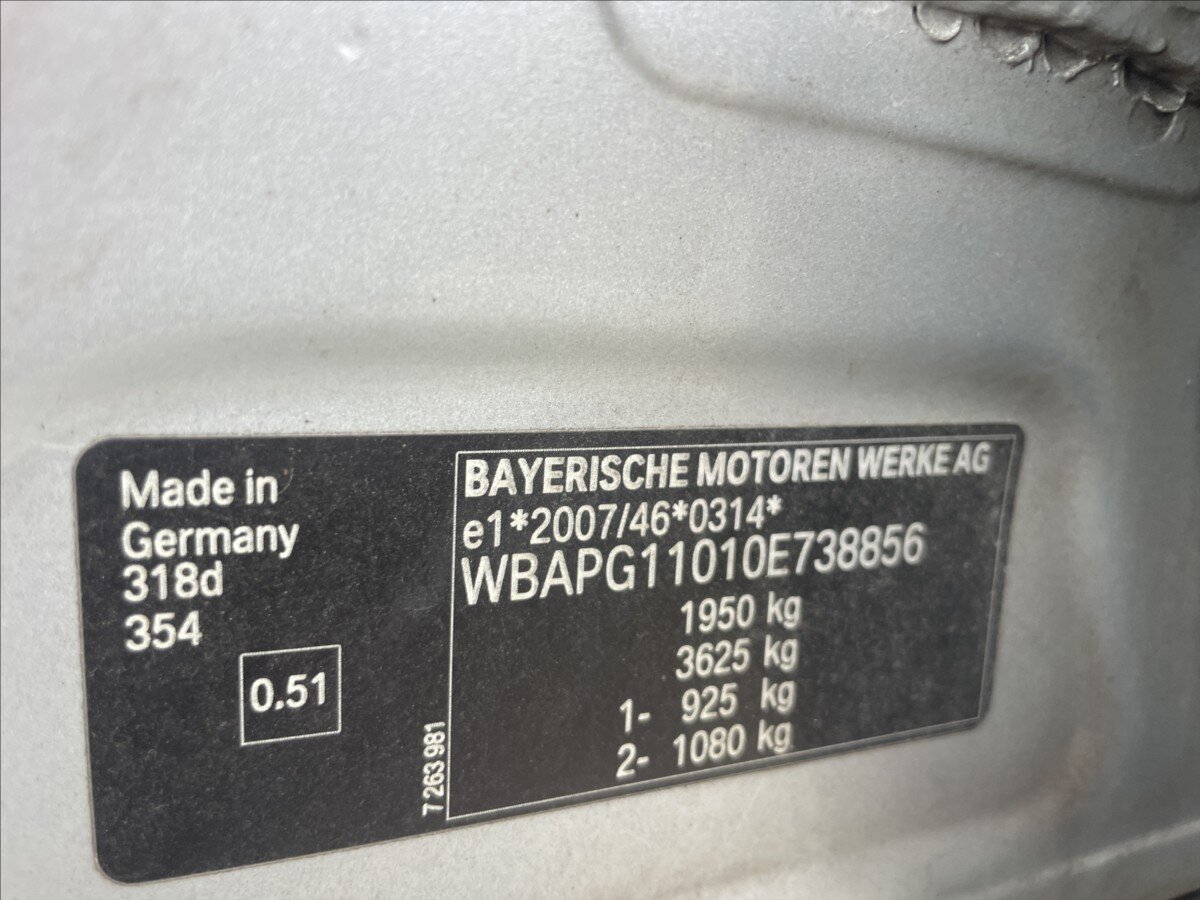 Made in
Germany
318d
354
0.51
7 263 981
BAYERISCHE MOTOREN WERKE AG
e1*2007/46*0314*
WBAPG11010E738856
1950 kg
3625 kg
1- 925 kg
2- 1080 kg